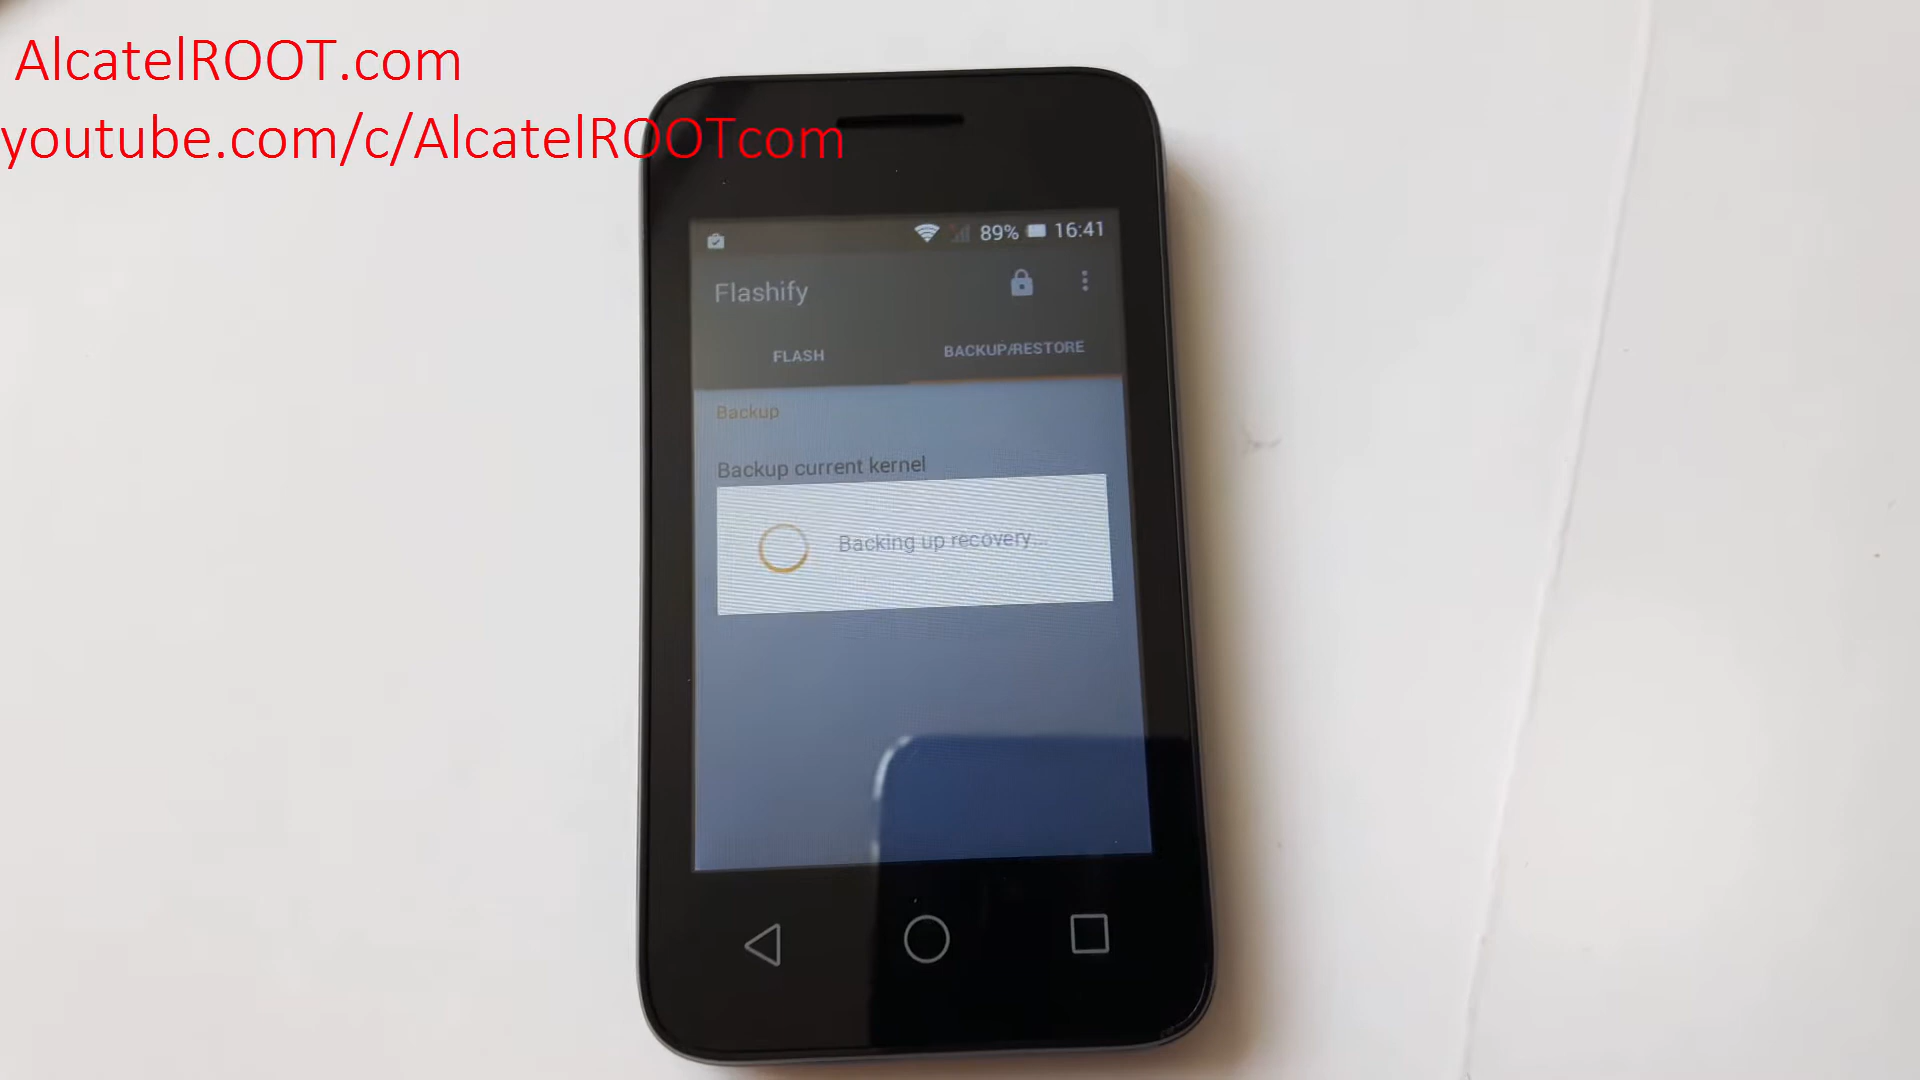 AlcatelROOT.com
youtube.com/c/AlcatelROOTcom
89% 16:41
Flashify
FLASH BACKUP/RESTORE
Backup
Backup current kernel
Backing up recovery...